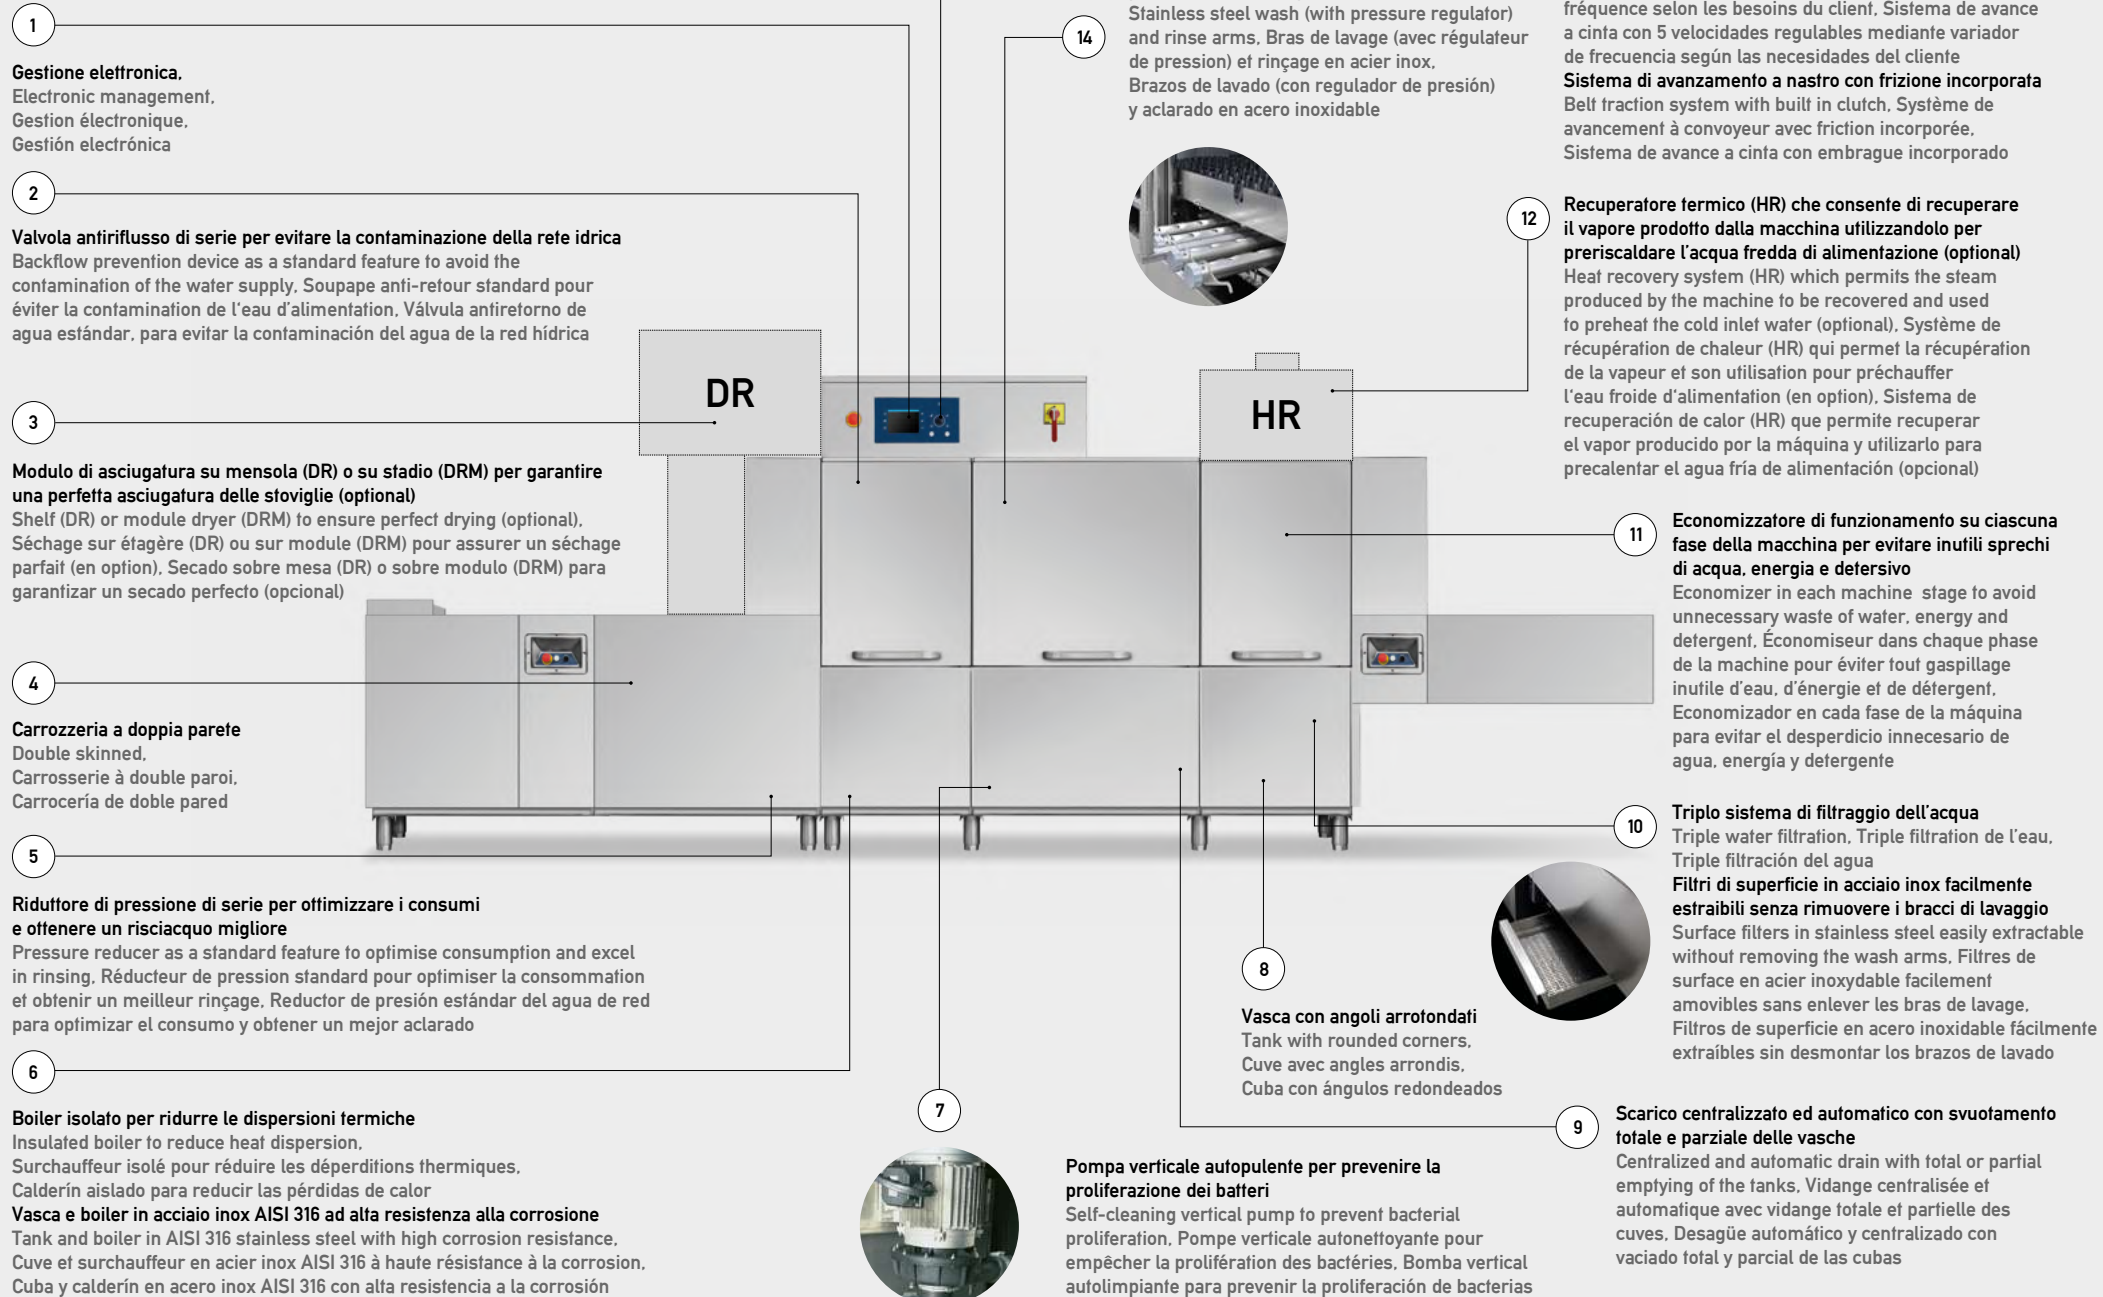 1
Gestione elettronica,
Electronic management,
Gestion électronique,
Gestión electrónica
2
Valvola antiriflusso di serie per evitare la contaminazione della rete idrica
Backflow prevention device as a standard feature to avoid the
contamination of the water supply, Soupape anti-retour standard pour
éviter la contamination de l'eau d'alimentation, Válvula antiretorno de
agua estándar, para evitar la contaminación del agua de la red hídrica
3
Modulo di asciugatura su mensola (DR) o su stadio (DRM) per garantire
una perfetta asciugatura delle stoviglie (optional)
Shelf (DR) or module dryer (DRM) to ensure perfect drying (optional),
Séchage sur étagère (DR) ou sur module (DRM) pour assurer un séchage
parfait (en option), Secado sobre mesa (DR) o sobre modulo (DRM) para
garantizar un secado perfecto (opcional)
4
Carrozzeria a doppia parete
Double skinned,
Carrosserie à double paroi,
Carrocería de doble pared
5
Riduttore di pressione di serie per ottimizzare i consumi
e ottenere un risciacquo migliore
Pressure reducer as a standard feature to optimise consumption and excel
in rinsing, Réducteur de pression standard pour optimiser la consommation
et obtenir un meilleur rinçage, Reductor de presión estándar del agua de red
para optimizar el consumo y obtener un mejor aclarado
6
Boiler isolato per ridurre le dispersioni termiche
Insulated boiler to reduce heat dispersion,
Surchauffeur isolé pour réduire les déperditions thermiques,
Calderín aislado para reducir las pérdidas de calor
Vasca e boiler in acciaio inox AISI 316 ad alta resistenza alla corrosione
Tank and boiler in AISI 316 stainless steel with high corrosion resistance,
Cuve et surchauffeur en acier inox AISI 316 à haute résistance à la corrosion,
Cuba y calderín en acero inox AISI 316 con alta resistencia a la corrosión
DR
HR
7
Pompa verticale autopulente per prevenire la
proliferazione dei batteri
Self-cleaning vertical pump to prevent bacterial
proliferation, Pompe verticale autonettoyante pour
empêcher la prolifération des bactéries, Bomba vertical
autolimpiante para prevenir la proliferación de bacterias
8
Vasca con angoli arrotondati
Tank with rounded corners,
Cuve avec angles arrondis,
Cuba con ángulos redondeados
9
Scarico centralizzato ed automatico con svuotamento
totale e parziale delle vasche
Centralized and automatic drain with total or partial
emptying of the tanks, Vidange centralisée et
automatique avec vidange totale et partielle des
cuves, Desagüe automático y centralizado con
vaciado total y parcial de las cubas
10
Triplo sistema di filtraggio dell'acqua
Triple water filtration, Triple filtration de l'eau,
Triple filtración del agua
Filtri di superficie in acciaio inox facilmente
estraibili senza rimuovere i bracci di lavaggio
Surface filters in stainless steel easily extractable
without removing the wash arms, Filtres de
surface en acier inoxydable facilement
amovibles sans enlever les bras de lavage,
Filtros de superficie en acero inoxidable fácilmente
extraíbles sin desmontar los brazos de lavado
11
Economizzatore di funzionamento su ciascuna
fase della macchina per evitare inutili sprechi
di acqua, energia e detersivo
Economizer in each machine stage to avoid
unnecessary waste of water, energy and
detergent, Économiseur dans chaque phase
de la machine pour éviter tout gaspillage
inutile d'eau, d'énergie et de détergent,
Economizador en cada fase de la máquina
para evitar el desperdicio innecesario de
agua, energía y detergente
12
Recuperatore termico (HR) che consente di recuperare
il vapore prodotto dalla macchina utilizzandolo per
preriscaldare l'acqua fredda di alimentazione (optional)
Heat recovery system (HR) which permits the steam
produced by the machine to be recovered and used
to preheat the cold inlet water (optional), Système de
récupération de chaleur (HR) qui permet la récupération
de la vapeur et son utilisation pour préchauffer
l'eau froide d'alimentation (en option), Sistema de
recuperación de calor (HR) que permite recuperar
el vapor producido por la máquina y utilizarlo para
precalentar el agua fría de alimentación (opcional)
fréquence selon les besoins du client, Sistema de avance
a cinta con 5 velocidades regulables mediante variador
de frecuencia según las necesidades del cliente
Sistema di avanzamento a nastro con frizione incorporata
Belt traction system with built in clutch, Système de
avancement à convoyeur avec friction incorporée,
Sistema de avance a cinta con embrague incorporado
14
Stainless steel wash (with pressure regulator)
and rinse arms, Bras de lavage (avec régulateur
de pression) et rinçage en acier inox,
Brazos de lavado (con regulador de presión)
y aclarado en acero inoxidable